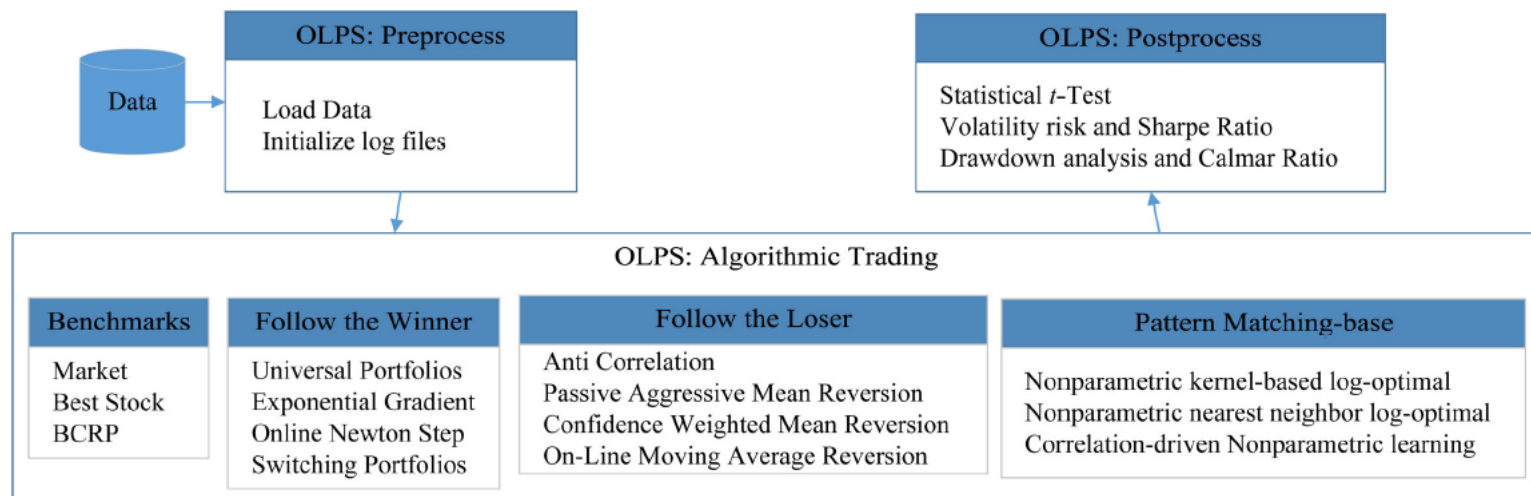 OLPS: Preprocess
Data
Load Data
Initialize log files
OLPS: Postprocess
Statistical t-Test
Volatility risk and Sharpe Ratio
Drawdown analysis and Calmar Ratio
OLPS: Algorithmic Trading
Benchmarks
Market
Best Stock
BCRP
Follow the Winner
Universal Portfolios
Exponential Gradient
Online Newton Step
Switching Portfolios
Follow the Loser
Anti Correlation
Passive Aggressive Mean Reversion
Confidence Weighted Mean Reversion
On-Line Moving Average Reversion
Pattern Matching-base
Nonparametric kernel-based log-optimal
Nonparametric nearest neighbor log-optimal
Correlation-driven Nonparametric learning